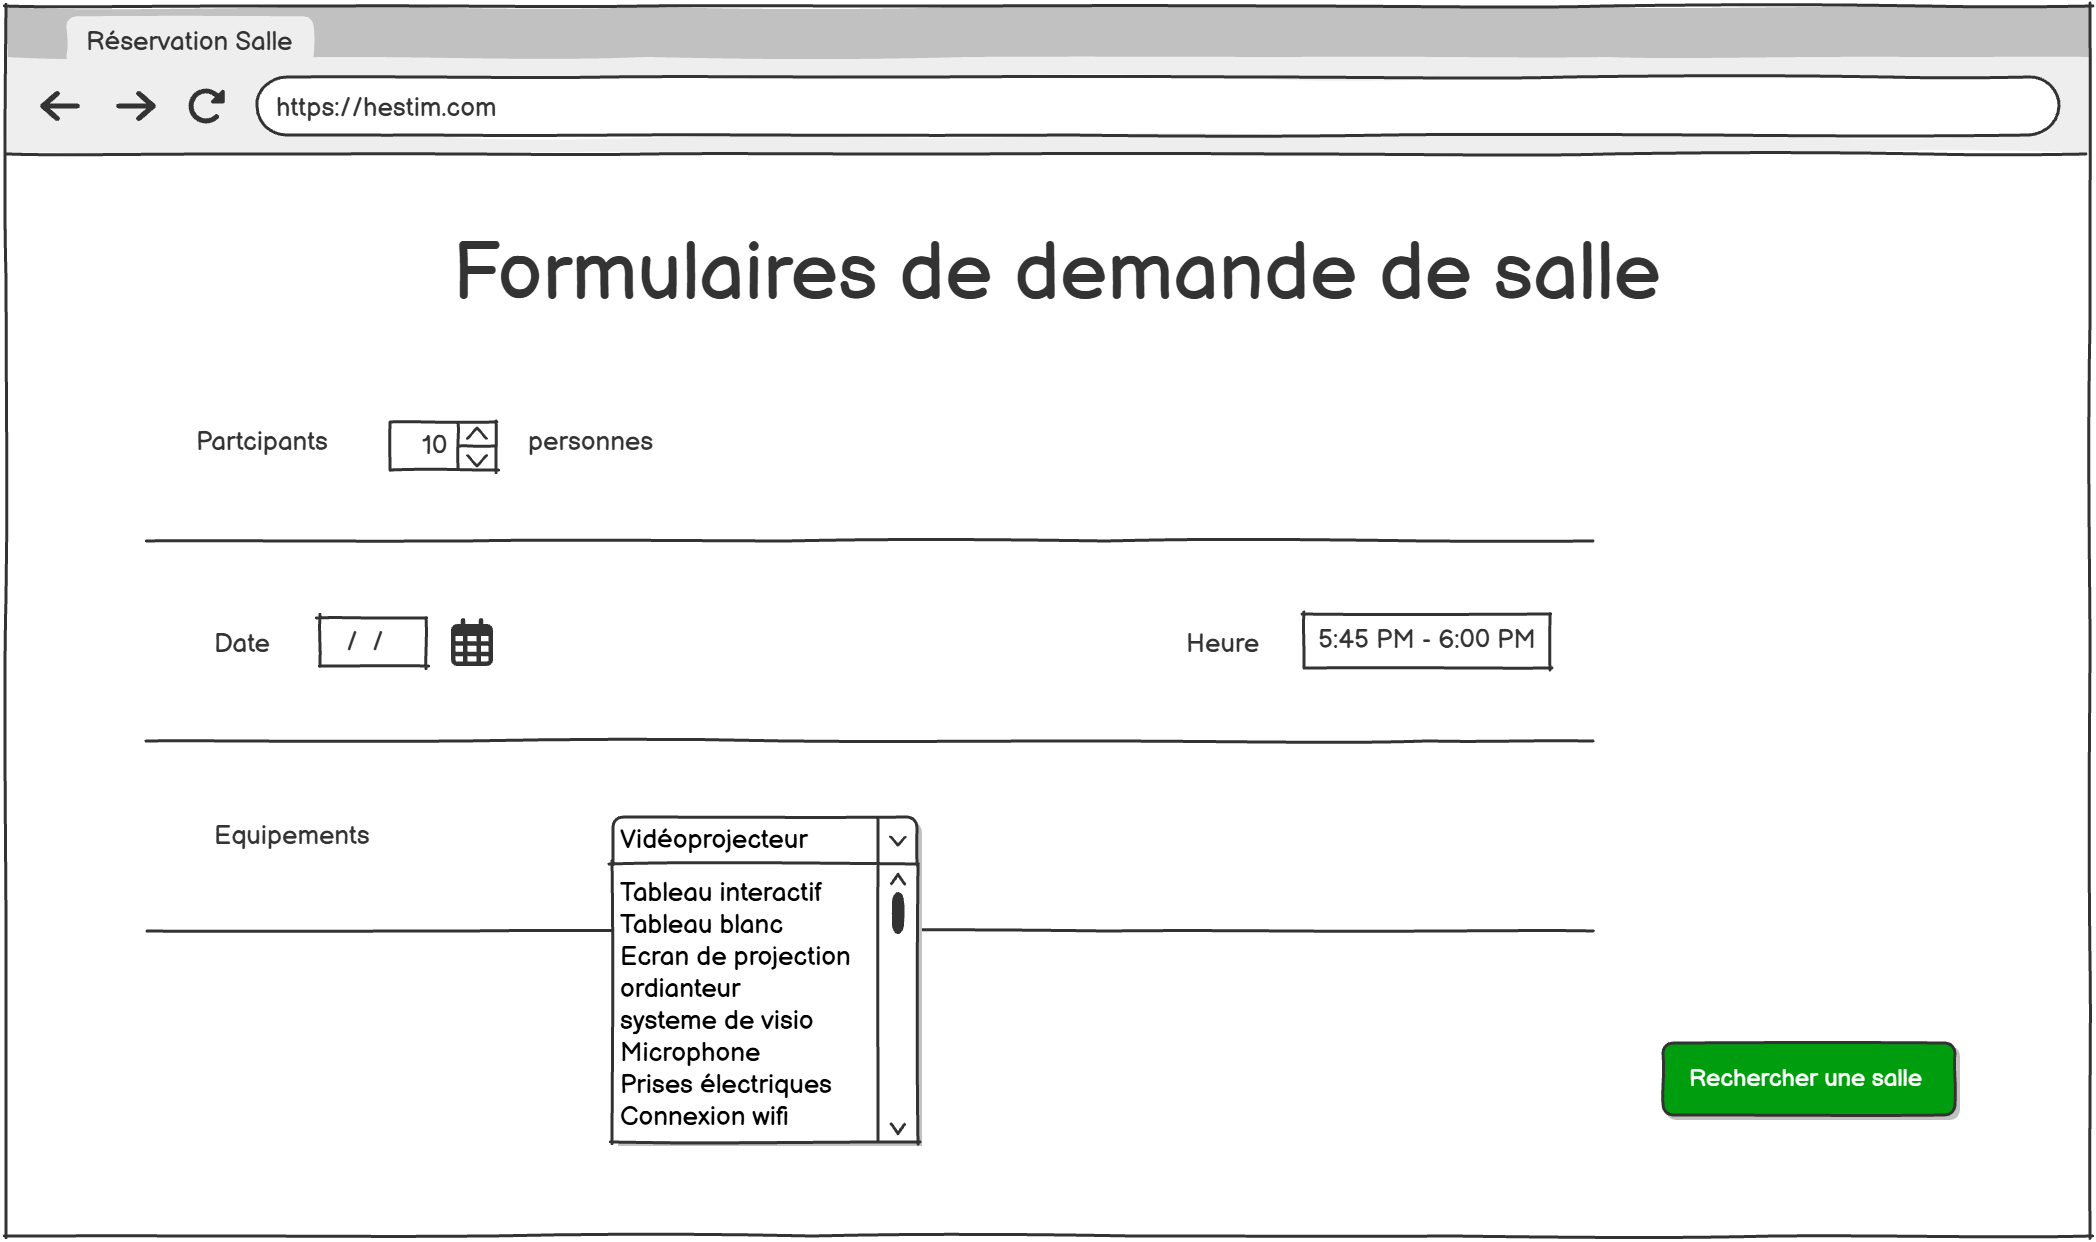 Réservation Salle
https://hestim.com
Formulaires de demande de salle
Partcipants 10 personnes
Date / / Heure 5:45 PM - 6:00 PM
Equipements Vidéoprojecteur
Tableau interactif
Tableau blanc
Ecran de projection
ordianteur
systeme de visio
Microphone
Prises électriques
Connexion wifi
Rechercher une salle